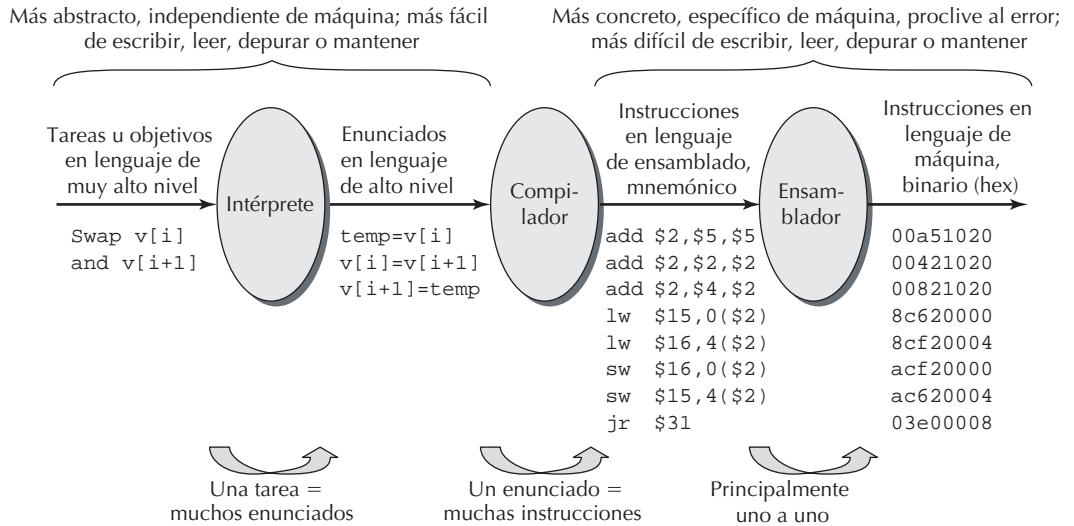 Más abstracto, independiente de máquina; más fácil
de escribir, leer, depurar o mantener
Más concreto, específico de máquina, proclive al error;
más difícil de escribir, leer, depurar o mantener
Tareas u objetivos
en lenguaje de
muy alto nivel
Intérprete
Enunciados
en lenguaje
de alto nivel
Compi-
lador
Instrucciones
en lenguaje
de ensamblado,
mnemónico
Ensam-
blador
Instrucciones en
lenguaje de
máquina,
binario (hex)
Swap v[i]
and v[i+1]
temp=v[i]
v[i]=v[i+1]
v[i+1]=temp
add $2,$5,$5
add $2,$2,$2
add $2,$4,$2
lw $15,0($2)
lw $16,4($2)
sw $16,0($2)
sw $15,4($2)
jr $31
00a51020
00421020
00821020
8c620000
8cf20004
acf20000
ac620004
03e00008
Una tarea =
muchos enunciados
Un enunciado =
muchas instrucciones
Principalmente
uno a uno